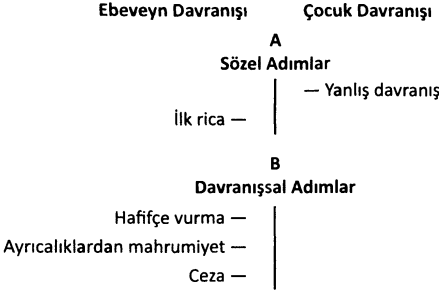 Ebeveyn Davranışı Çocuk Davranışı
A
Sözel Adımlar
— Yanlış davranış
İlk rica —
B
Davranışsal Adımlar
Hafifçe vurma —
Ayrıcalıklardan mahrumiyet —
Ceza —